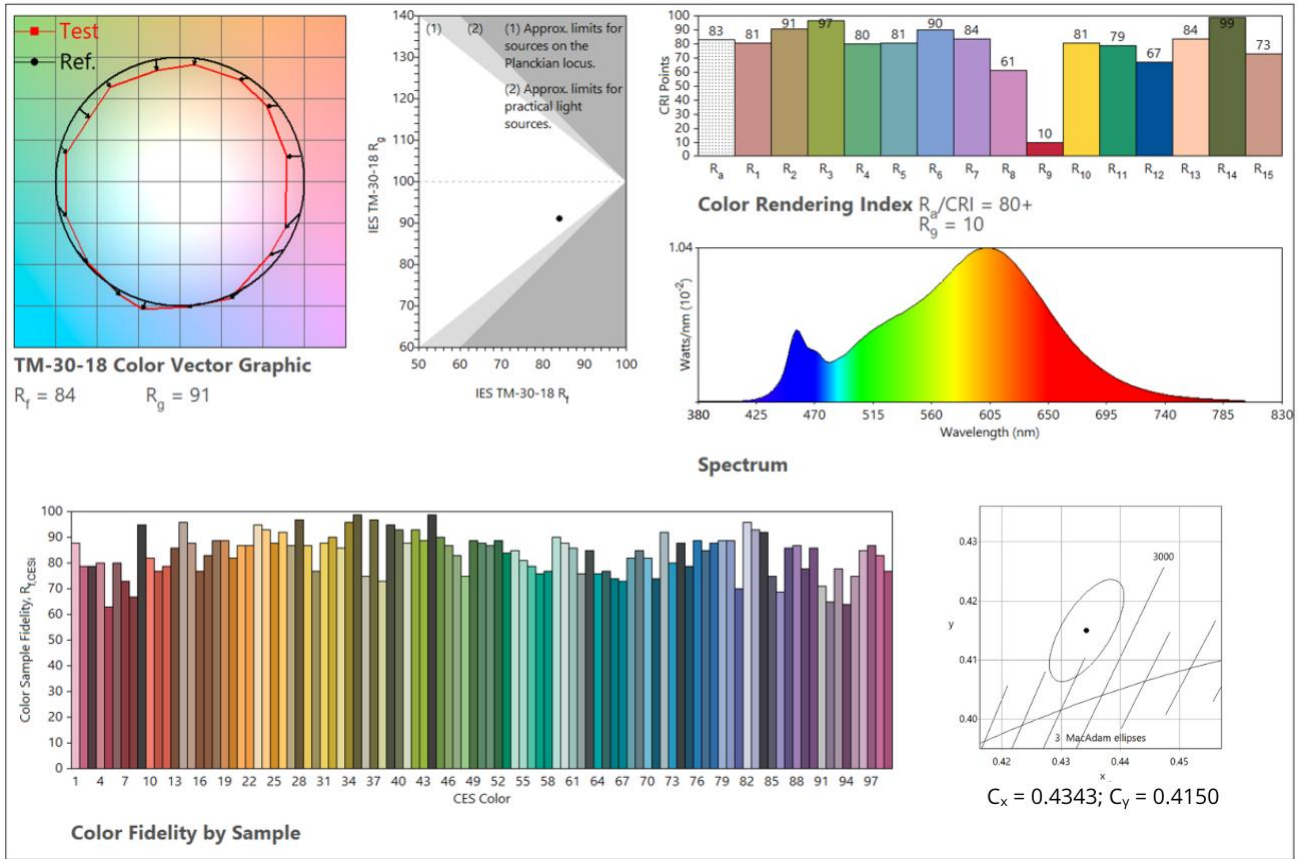 Test
Ref.
TM-30-18 Color Vector Graphic
Rf = 84 Rg = 91
140
130
120
110
100
90
80
70
60
IES TM-30-18 Rg
(1) (2) (1) Approx. limits for
sources on the
Planckian locus.
(2) Approx. limits for
practical light
sources.
50 60 70 80 90 100
IES TM-30-18 Rf
100
90
80
70
60
50
40
30
20
10
0
CRI Points
83 81 91 97 80 81 90 84 61 10 81 79 67 84 99 73
Ra R1 R2 R3 R4 R5 R6 R7 R8 R9 R10 R11 R12 R13 R14 R15
Color Rendering Index Ra/CRI = 80+
R9 = 10
1.04
Watts/nm (10-2)
380 425 470 515 560 605 650 695 740 785 830
Wavelength (nm)
Spectrum
100
90
80
70
60
50
40
30
20
10
0
Color Sample Fidelity, Rf,CESi
1 4 7 10 13 16 19 22 25 28 31 34 37 40 43 46 49 52 55 58 61 64 67 70 73 76 79 82 85 88 91 94 97
CES Color
Color Fidelity by Sample
0.43
0.42
0.41
0.40
y
3000
3 MacAdam ellipses
0.42 0.43 0.44 0.45
x
Cx = 0.4343; Cy = 0.4150